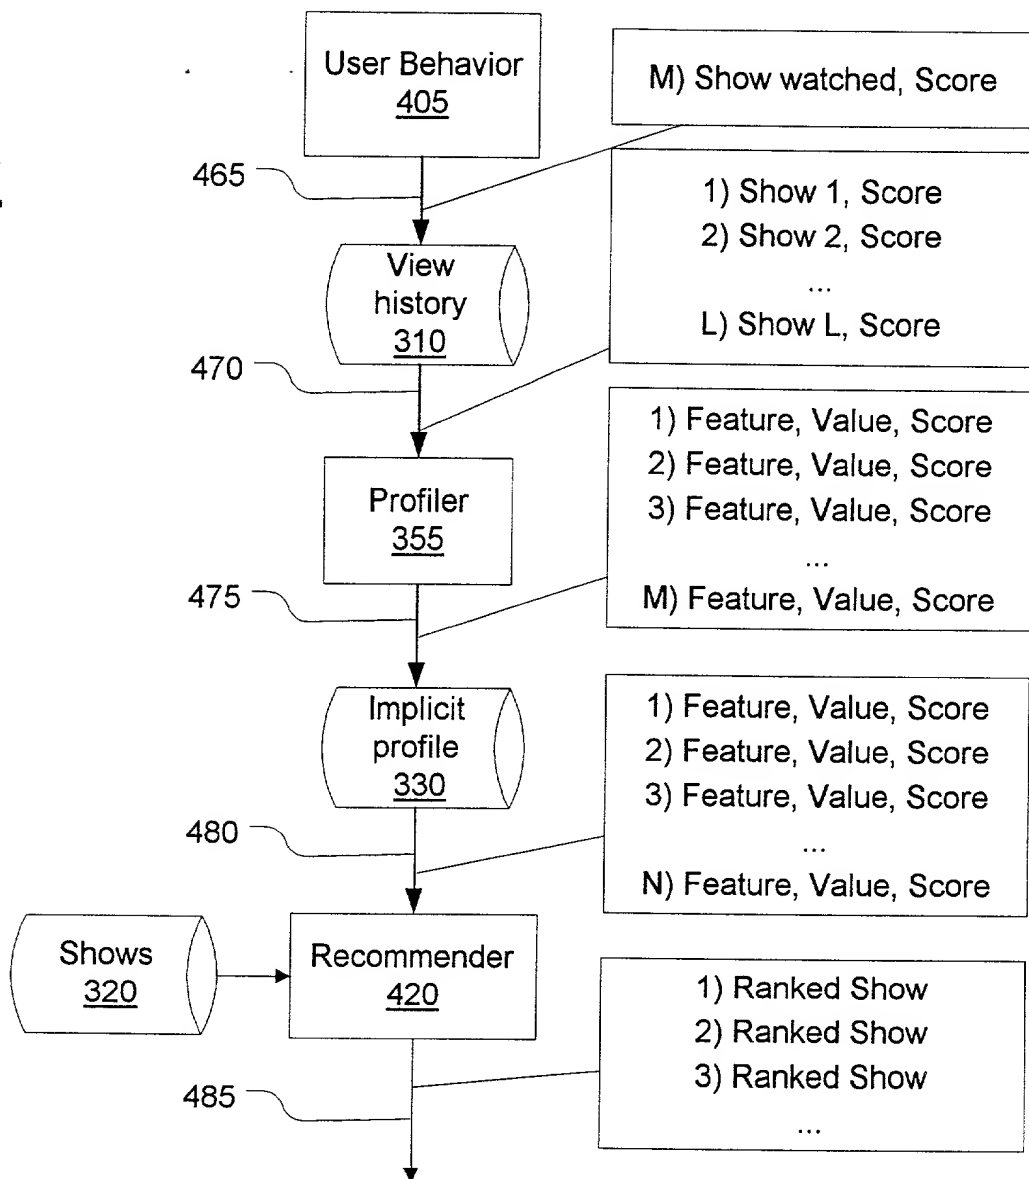 User Behavior
405
M) Show watched, Score
465
1) Show 1, Score
2) Show 2, Score
...
L) Show L, Score
View
history
310
470
1) Feature, Value, Score
2) Feature, Value, Score
3) Feature, Value, Score
...
M) Feature, Value, Score
Profiler
355
475
Implicit
profile
330
1) Feature, Value, Score
2) Feature, Value, Score
3) Feature, Value, Score
...
N) Feature, Value, Score
480
Shows
320
Recommender
420
1) Ranked Show
2) Ranked Show
3) Ranked Show
...
485